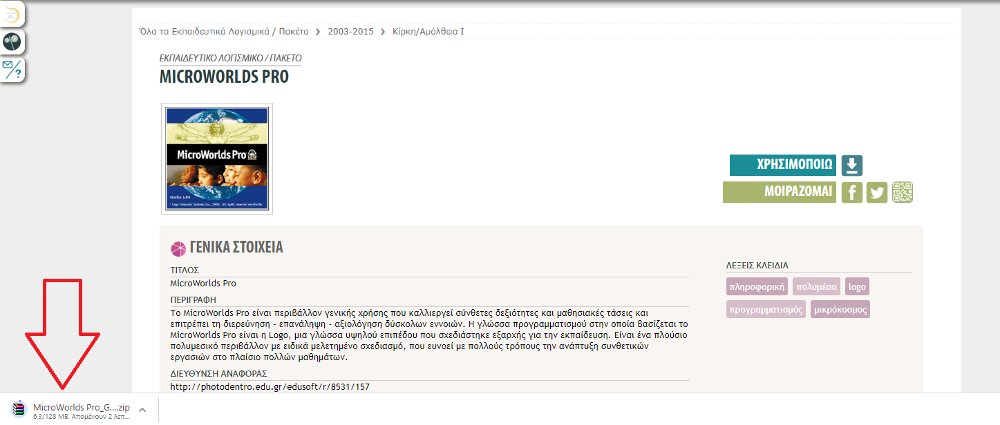 Όλα τα Εκπαιδευτικά Λογισμικά / Πακέτα ❯ 2003-2015 ❯ Κίρκη/Αμάλθεια Ι
ΕΚΠΑΙΔΕΥΤΙΚΟ ΛΟΓΙΣΜΙΚΟ / ΠΑΚΕΤΟ
MICROWORLDS PRO
MicroWorlds Pro
Version 1.06
© Logo Computer Systems Inc., 2000, All rights reserved worldwide.
ΧΡΗΣΙΜΟΠΟΙΩ
ΜΟΙΡΑΖΟΜΑΙ
ΓΕΝΙΚΑ ΣΤΟΙΧΕΙΑ
ΤΙΤΛΟΣ
MicroWorlds Pro
ΠΕΡΙΓΡΑΦΗ
Το MicroWorlds Pro είναι περιβάλλον γενικής χρήσης που καλλιεργεί σύνθετες δεξιότητες και μαθησιακές τάσεις και
επιτρέπει τη διερεύνηση - επανάληψη - αξιολόγηση δύσκολων εννοιών. Η γλώσσα προγραμματισμού στην οποία βασίζεται το
MicroWorlds Pro είναι η Logo, μια γλώσσα υψηλού επιπέδου που σχεδιάστηκε εξαρχής για την εκπαίδευση. Είναι ένα πλούσιο
πολυμεσικό περιβάλλον με ειδικά μελετημένο σχεδιασμό, που ευνοεί με πολλούς τρόπους την ανάπτυξη συνθετικών
εργασιών στο πλαίσιο πολλών μαθημάτων.
ΔΙΕΥΘΥΝΣΗ ΑΝΑΦΟΡΑΣ
http://photodentro.edu.gr/edusoft/r/8531/157
ΛΕΞΕΙΣ ΚΛΕΙΔΙΑ
πληροφορική πολυμέσα logo
προγραμματισμός μικρόκοσμος
MicroWorlds Pro_G....zip
6,3/128 MB, Απομένουν 2 λεπ...